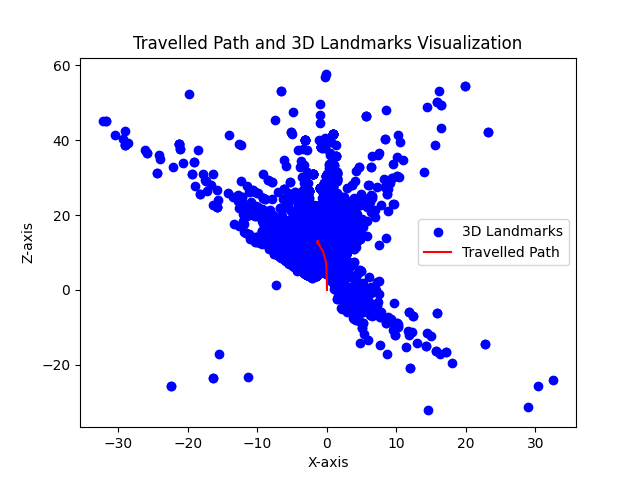 Travelled Path and 3D Landmarks Visualization
60
40
20
0
−20
Z-axis
3D Landmarks
Travelled Path
−30 −20 −10 0 10 20 30
X-axis